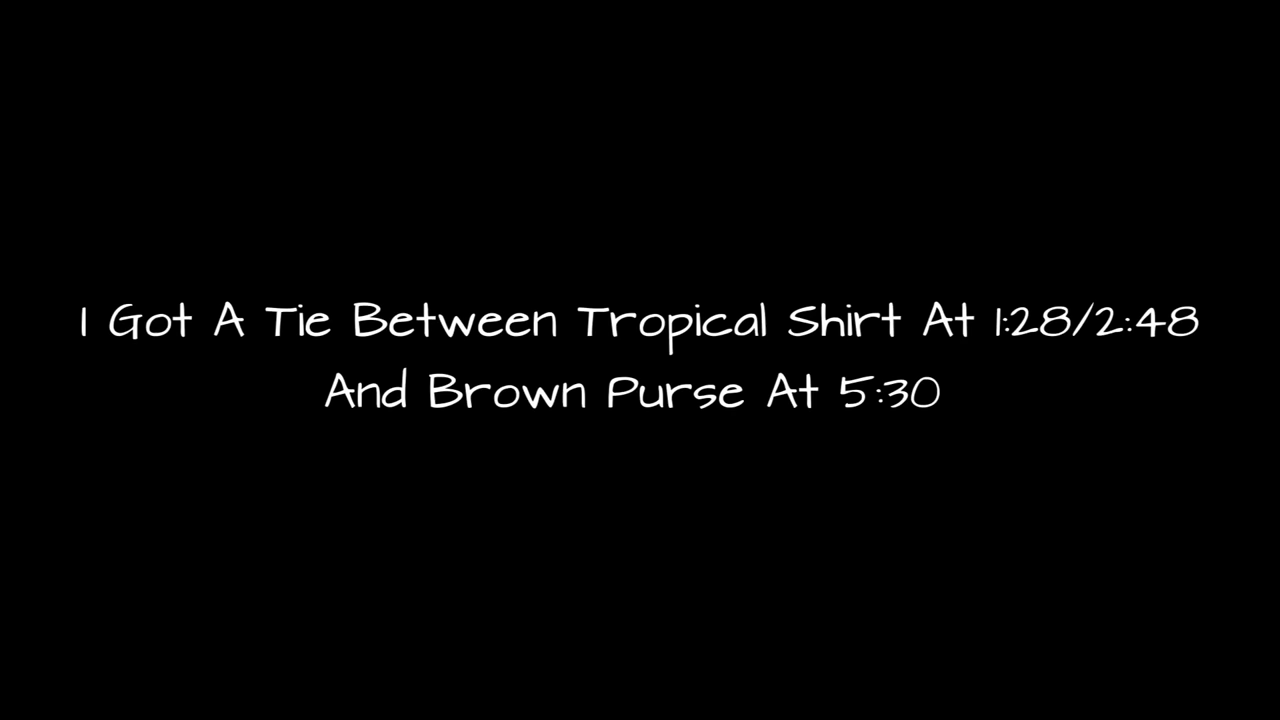 I Got A Tie Between Tropical Shirt At 1:28/2:48
And Brown Purse At 5:30